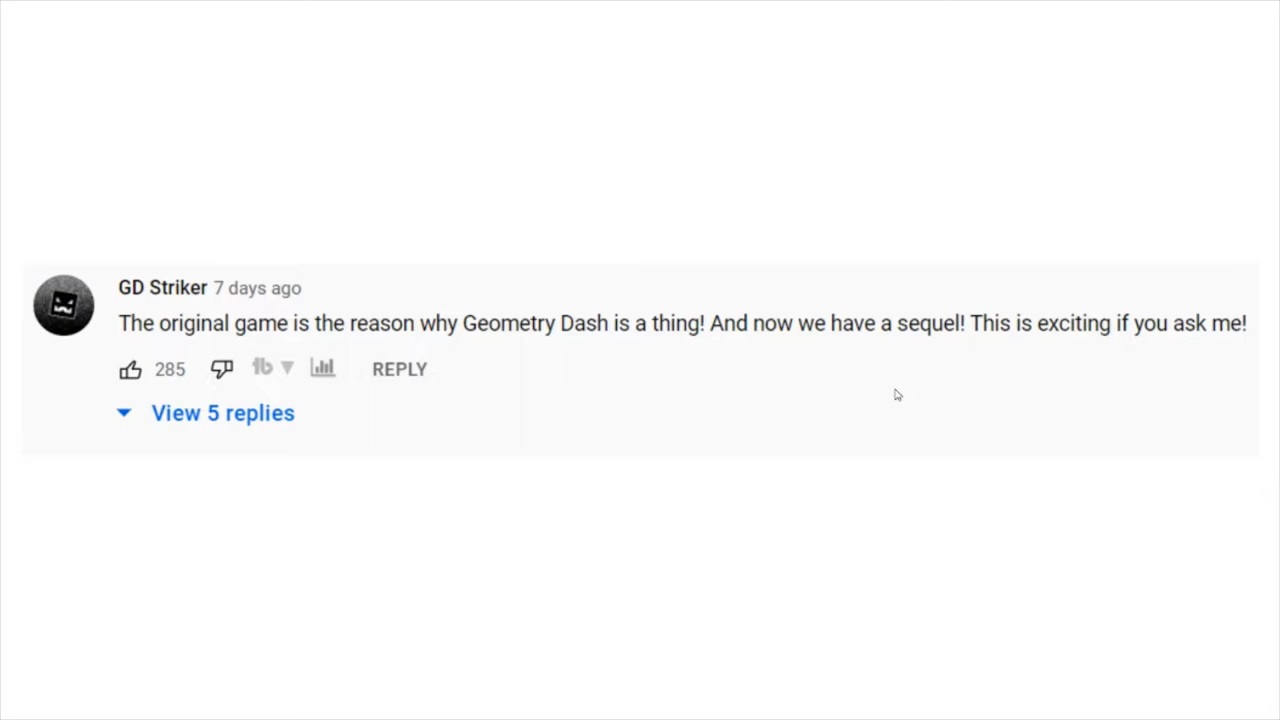 GD Striker 7 days ago
The original game is the reason why Geometry Dash is a thing! And now we have a sequel! This is exciting if you ask me!
285 REPLY
View 5 replies